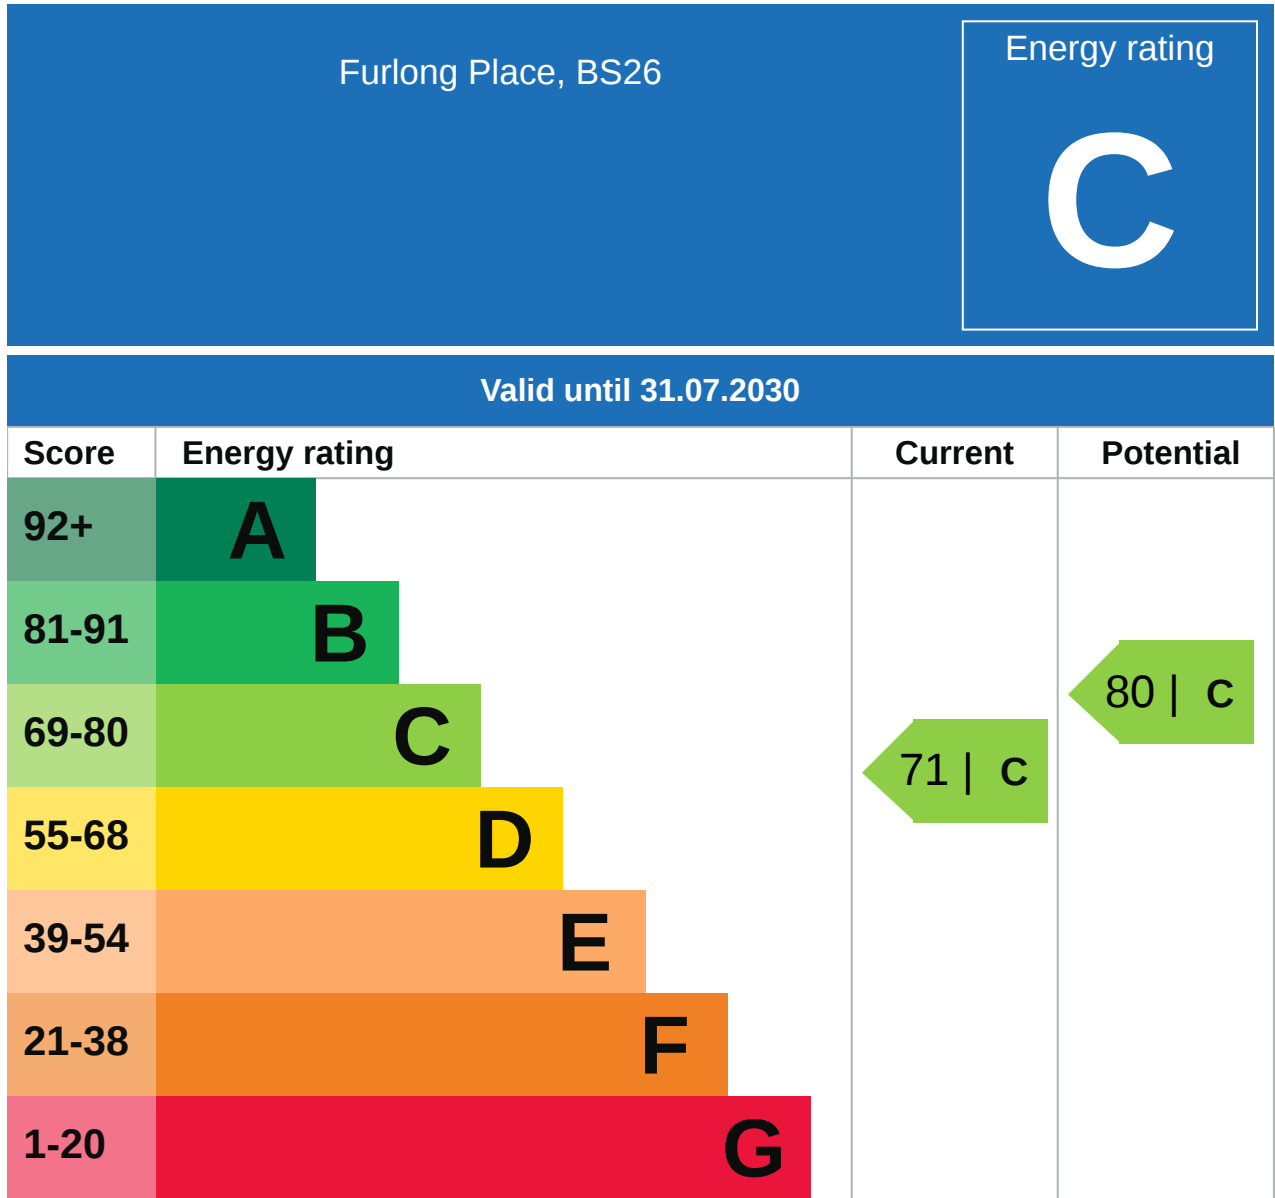 Furlong Place, BS26
Energy rating
C
Valid until 31.07.2030
Score Energy rating Current Potential
92+ A
81-91 B
69-80 C
55-68 D
39-54 E
21-38 F
1-20 G
71 | C
80 | C